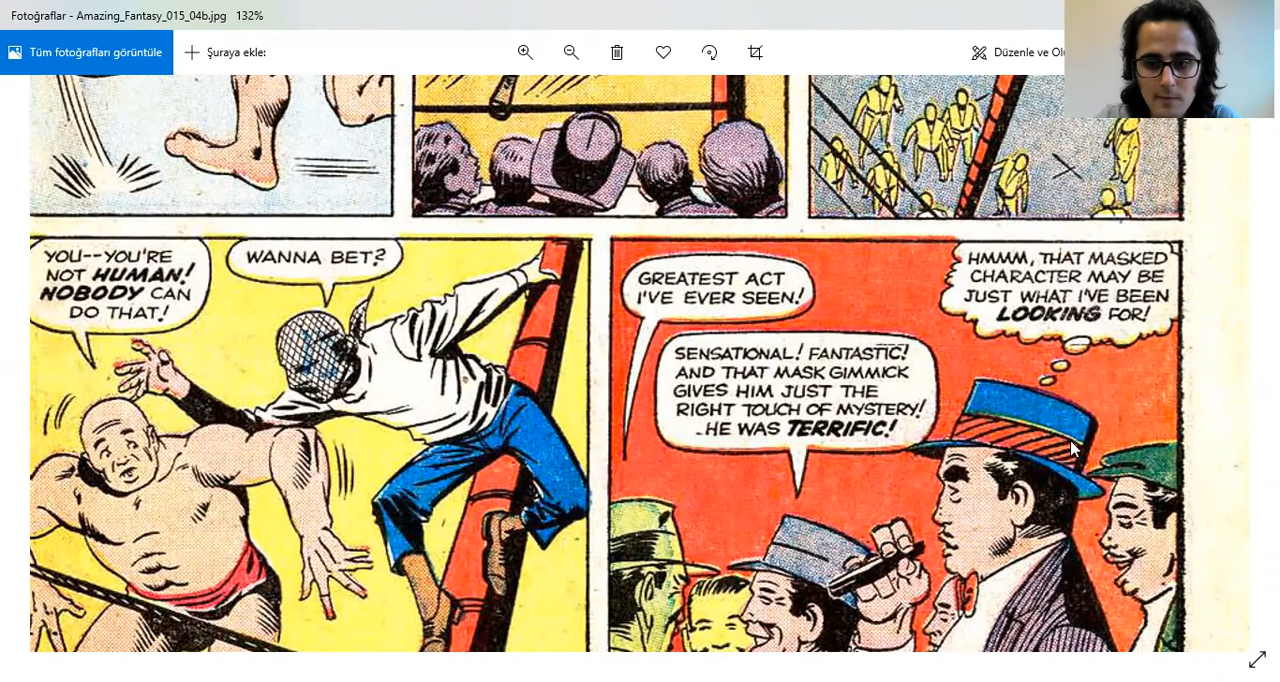 Fotoğraflar - Amazing_Fantasy_015_04b.jpg 132%
Tüm fotoğrafları görüntüle
Şuraya ekle:
Düzenle ve Olu
YOU--YOU'RE
NOT HUMAN!
NOBODY CAN
DO THAT!
WANNA BET?
GREATEST ACT
I'VE EVER SEEN!
SENSATIONAL! FANTASTIC!
AND THAT MASK GIMMICK
GIVES HIM JUST THE
RIGHT TOUCH OF MYSTERY!
..HE WAS TERRIFIC!
HMMM, THAT MASKED
CHARACTER MAY BE
JUST WHAT I'VE BEEN
LOOKING FOR!